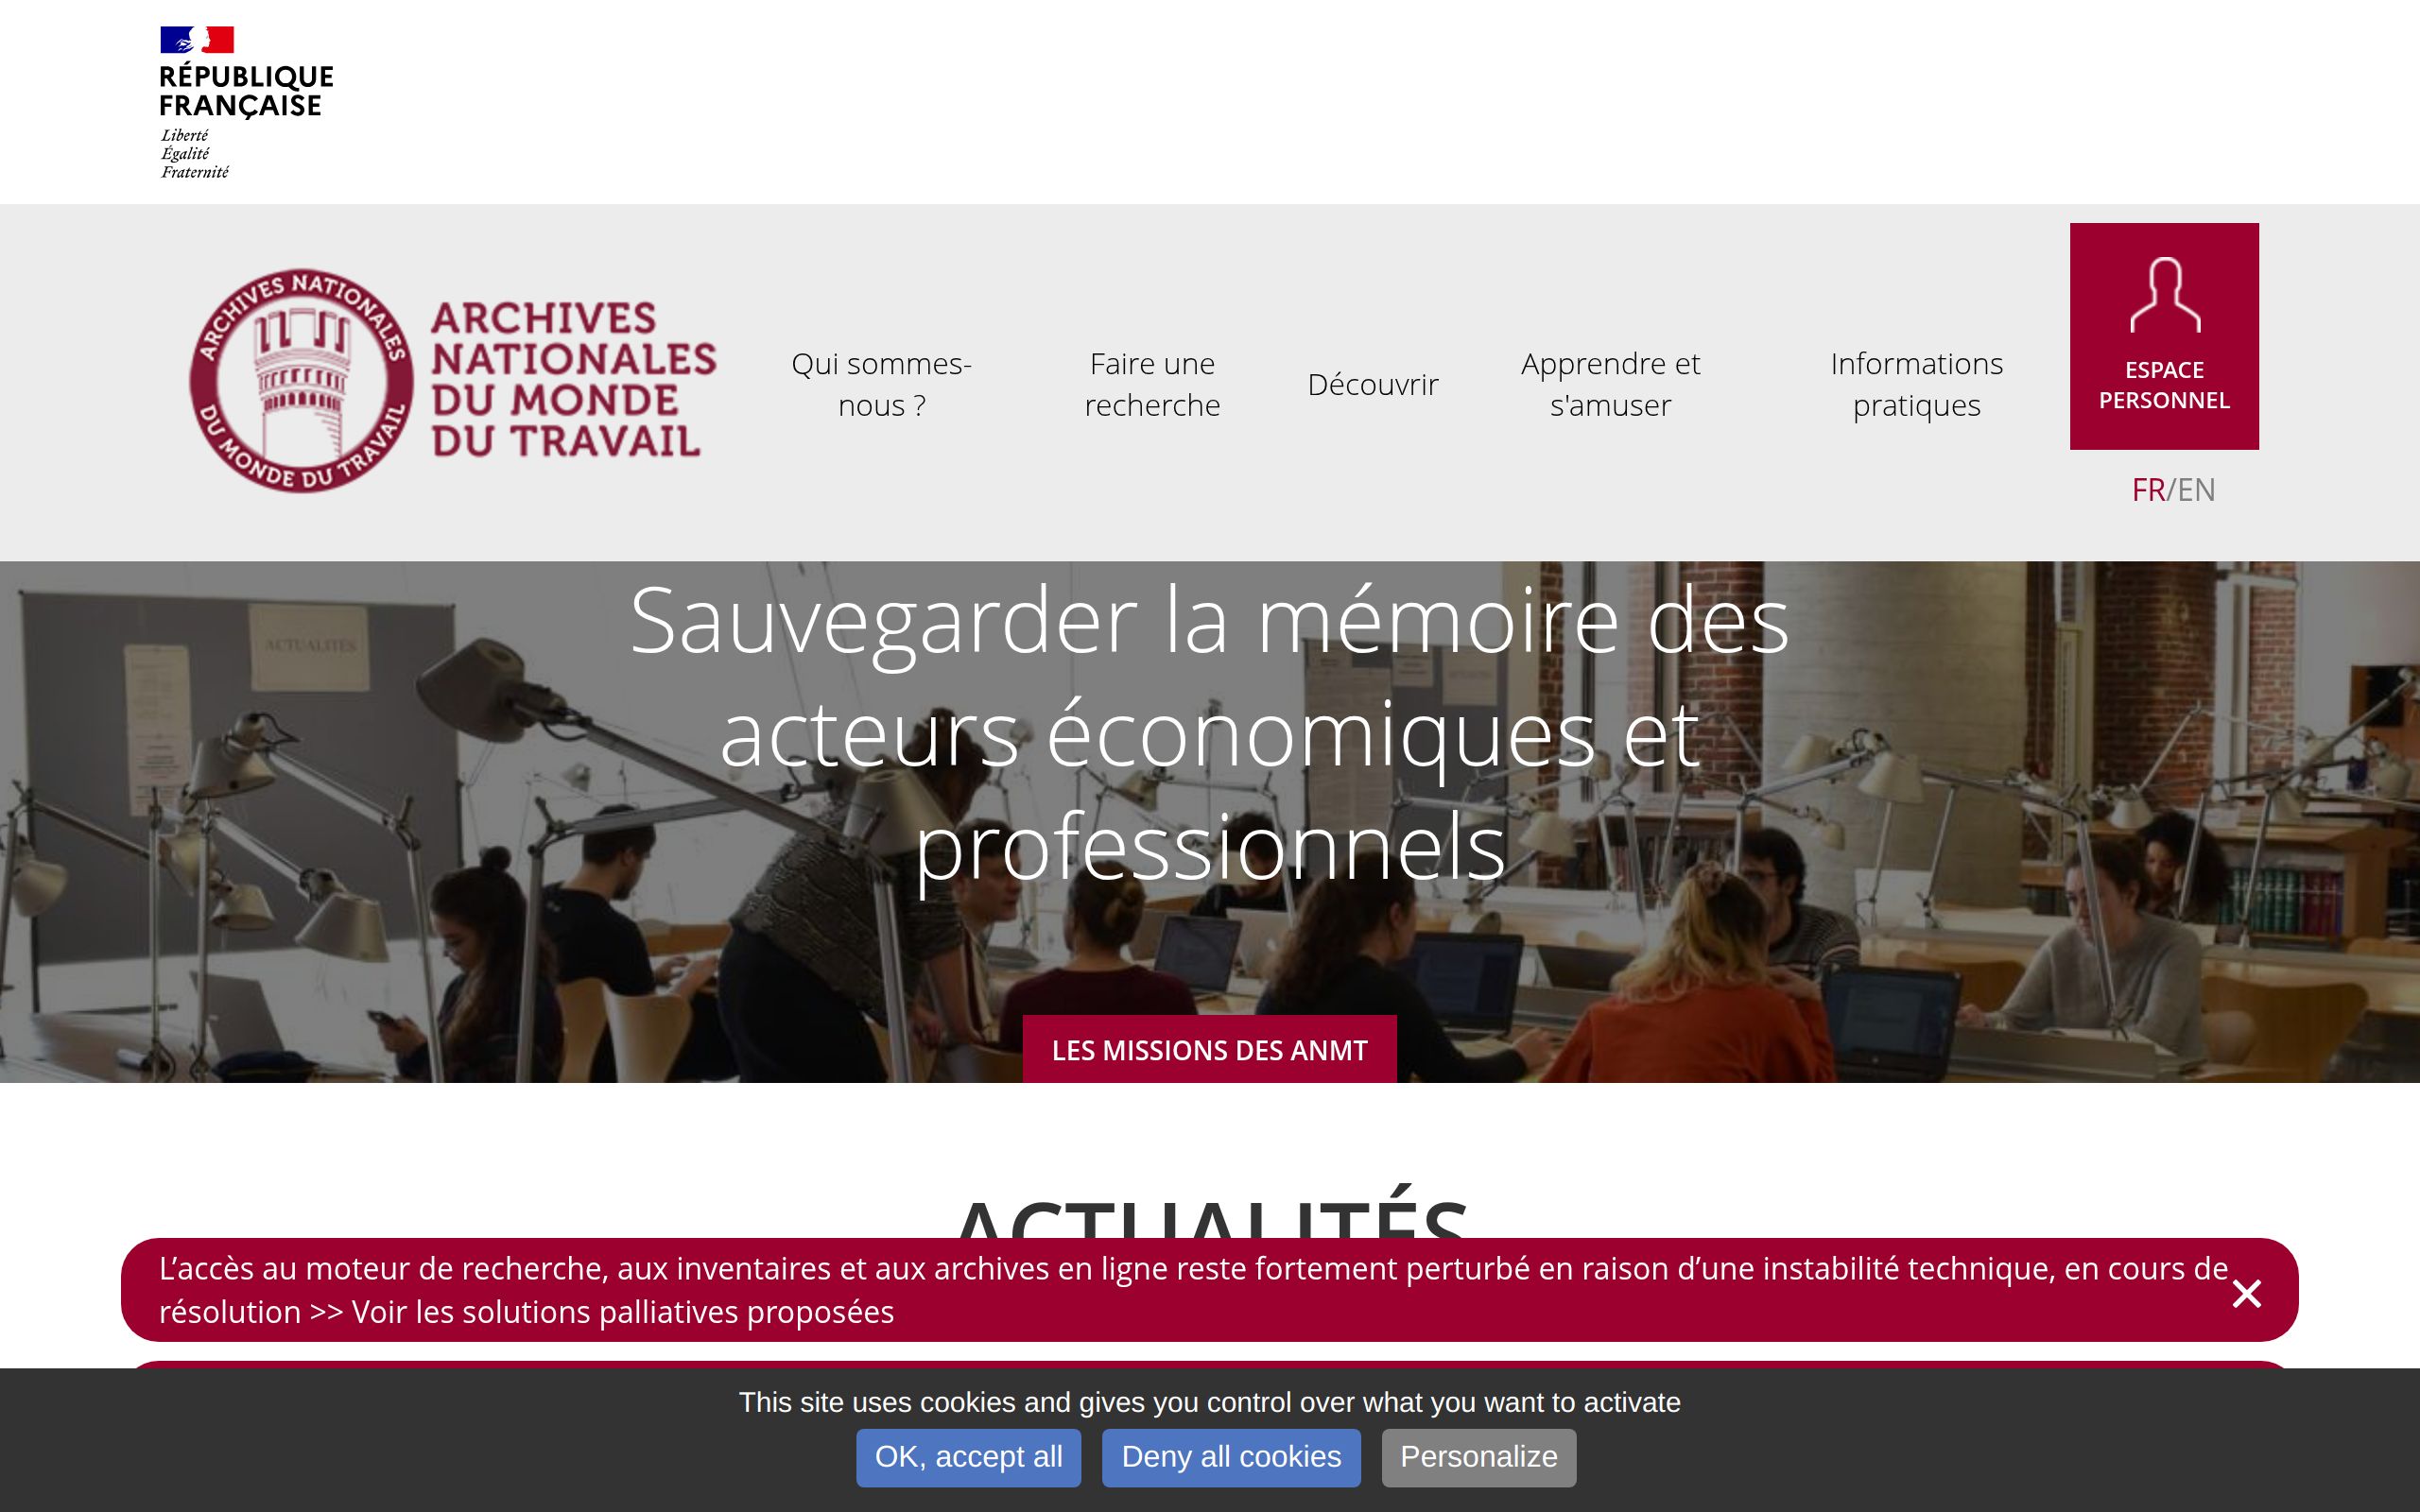 RÉPUBLIQUE
FRANÇAISE
Liberté
Égalité
Fraternité
ARCHIVES NATIONALES
DU MONDE DU TRAVAIL
ARCHIVES
NATIONALES
DU MONDE
DU TRAVAIL
Qui sommes-
nous ?
Faire une
recherche
Découvrir
Apprendre et
s'amuser
Informations
pratiques
ESPACE
PERSONNEL
FR/EN
ACTUALITÉS
Sauvegarder la mémoire des
acteurs économiques et
professionnels
LES MISSIONS DES ANMT
ACTUALITÉS
L’accès au moteur de recherche, aux inventaires et aux archives en ligne reste fortement perturbé en raison d’une instabilité technique, en cours de
résolution >> Voir les solutions palliatives proposées
This site uses cookies and gives you control over what you want to activate
OK, accept all
Deny all cookies
Personalize